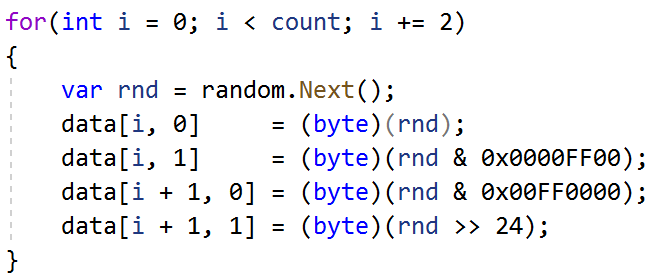 for(int i = 0; i < count; i += 2)
{
    var rnd = random.Next();
    data[i, 0]     = (byte)(rnd);
    data[i, 1]     = (byte)(rnd & 0x0000FF00);
    data[i + 1, 0] = (byte)(rnd & 0x00FF0000);
    data[i + 1, 1] = (byte)(rnd >> 24);
}